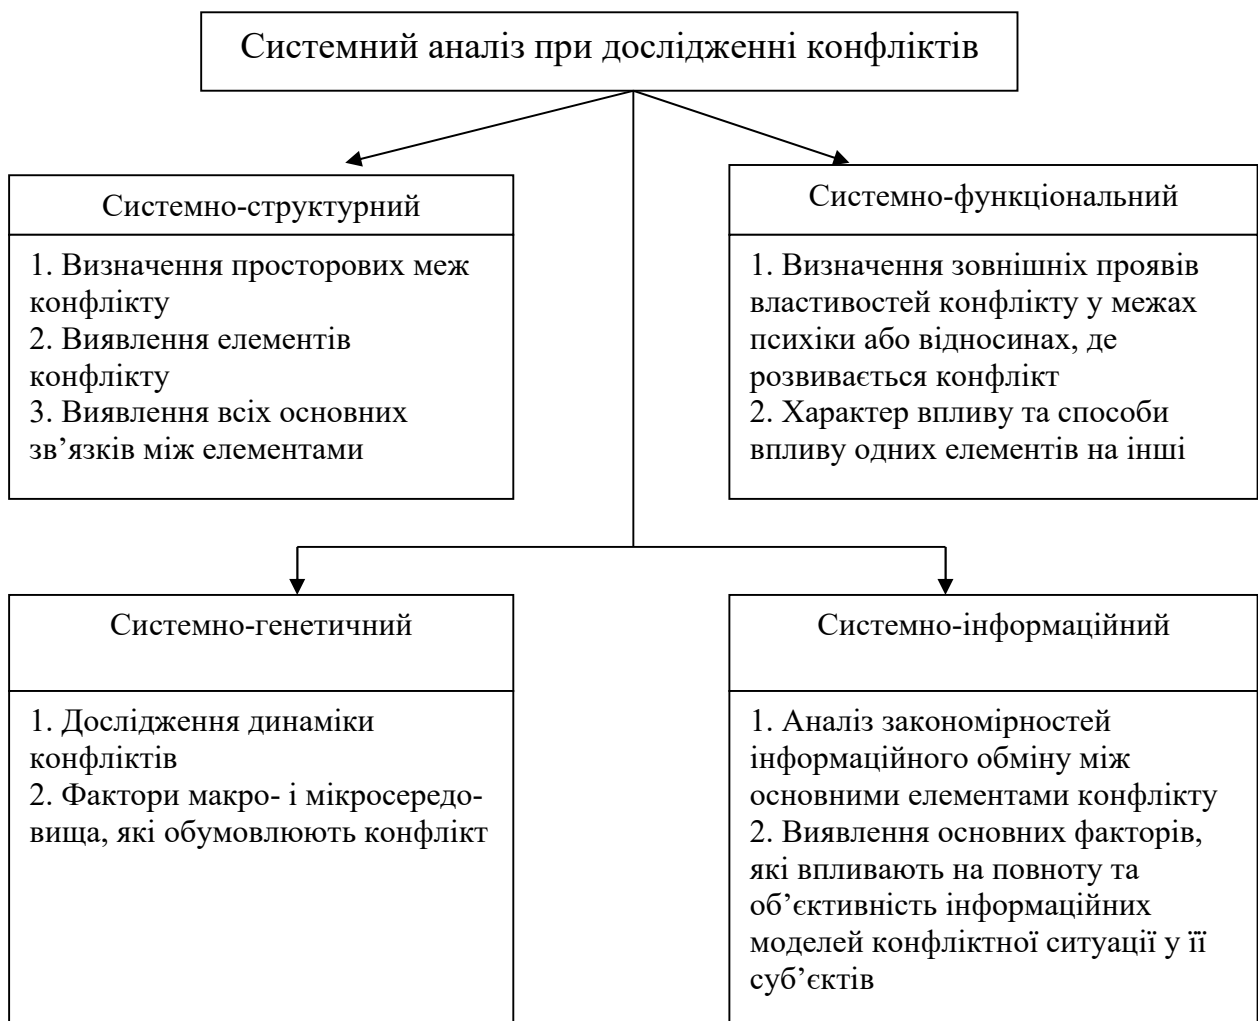 Системний аналіз при дослідженні конфліктів
Системно-структурний
1. Визначення просторових меж
конфлікту
2. Виявлення елементів
конфлікту
3. Виявлення всіх основних
зв’язків між елементами
Системно-функціональний
1. Визначення зовнішніх проявів
властивостей конфлікту у межах
психіки або відносинах, де
розвивається конфлікт
2. Характер впливу та способи
впливу одних елементів на інші
Системно-генетичний
1. Дослідження динаміки
конфліктів
2. Фактори макро- і мікросередо-
вища, які обумовлюють конфлікт
Системно-інформаційний
1. Аналіз закономірностей
інформаційного обміну між
основними елементами конфлікту
2. Виявлення основних факторів,
які впливають на повноту та
об’єктивність інформаційних
моделей конфліктної ситуації у її
суб’єктів